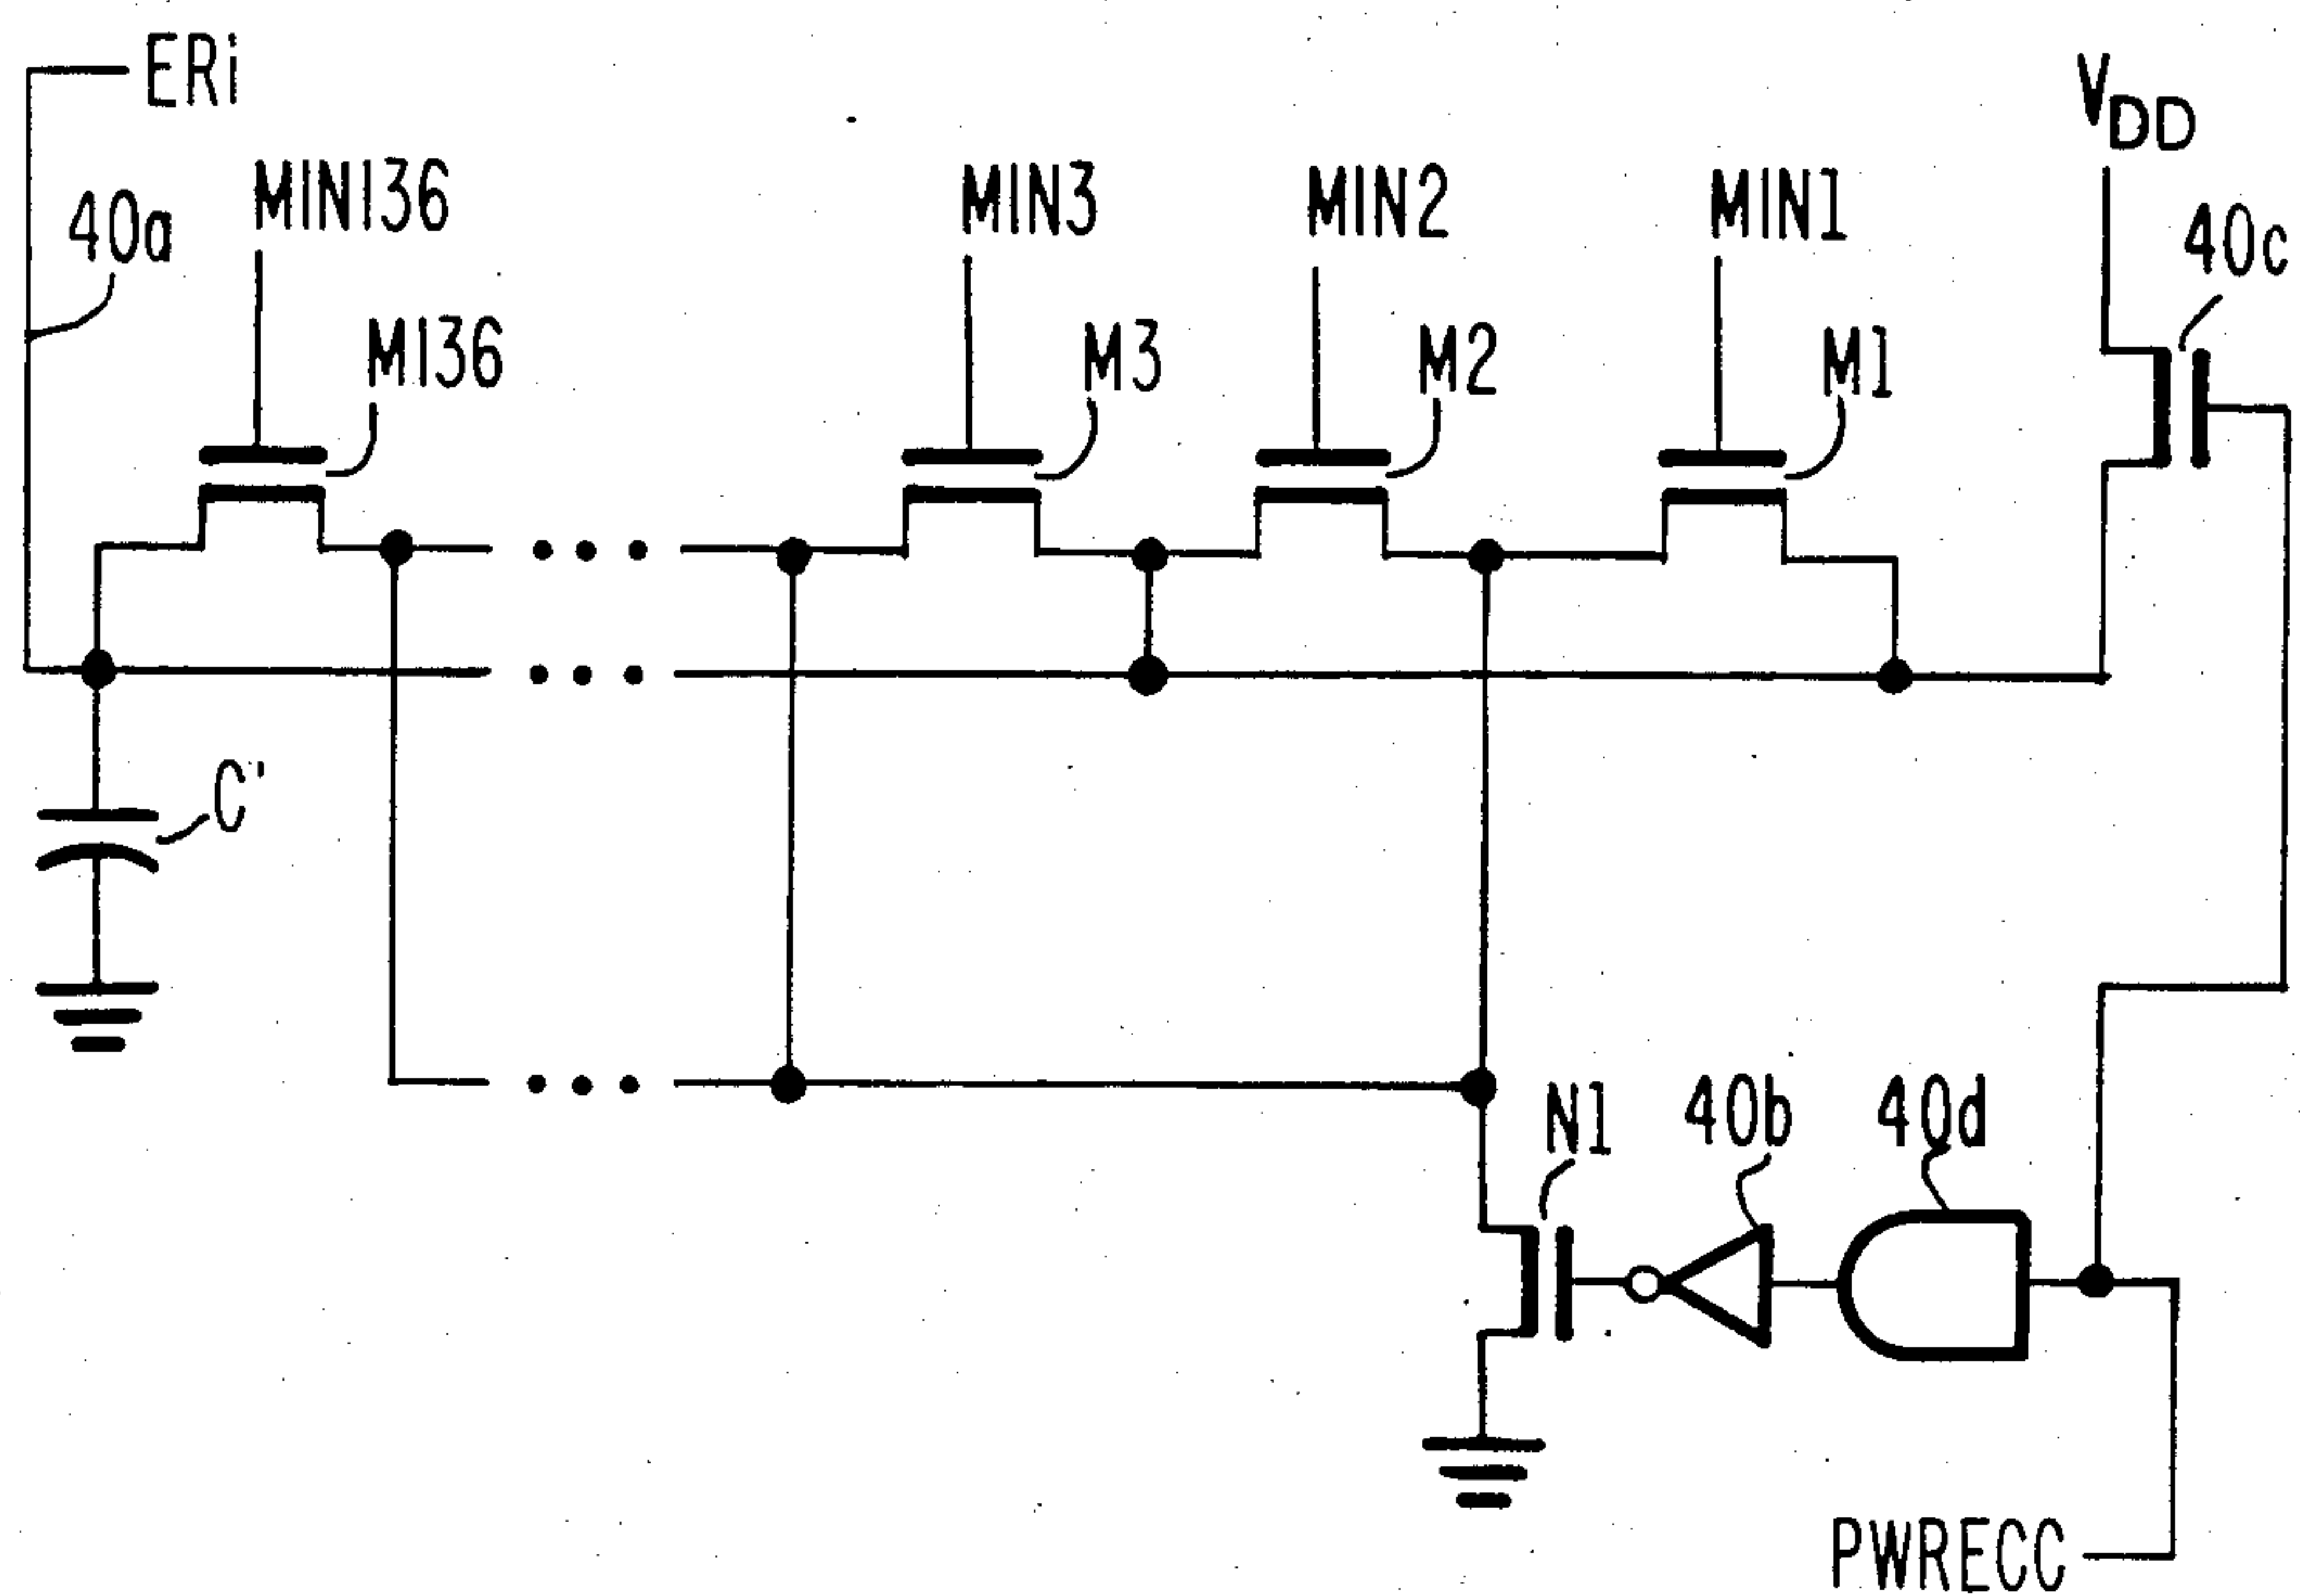 ERi
VDD
MIN136
MIN3
MIN2
MIN1
40a
40c
M136
M3
M2
M1
C"
N1
40b
40d
PWRECC